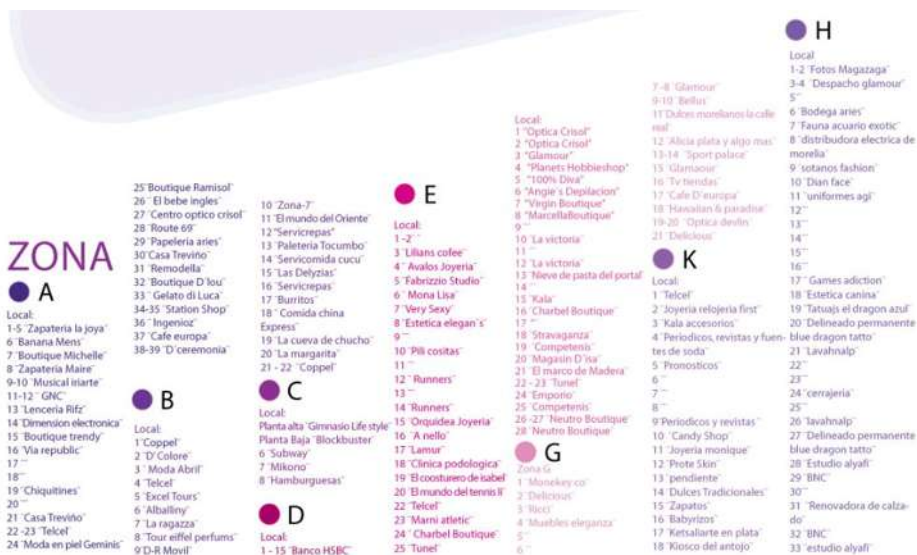 ZONA
A
Local:
1-5 ¨Zapateria la joya¨
6 ¨Banana Mens¨
7 ¨Boutique Michelle¨
8 ¨Zapateria Maire¨
9-10 ¨Musical iriarte¨
11-12 ¨ GNC¨
13 ¨Lenceria Rifz¨
14 ¨Dimension electronica¨
15 ¨Boutique trendy¨
16 ¨Via republic¨
17 ¨¨
18¨¨
19 ¨Chiquitines¨
20 ¨¨
21 ¨Casa Treviño¨
22 -23 ¨Telcel¨
24 ¨Moda en piel Geminis¨
25¨Boutique Ramisol¨
26 ¨ El bebe ingles¨
27 ¨Centro optico crisol¨
28 ¨Route 69¨
29 ¨Papeleria aries¨
30¨Casa Treviño¨
31 ¨Remodella¨
32 ¨Boutique D¨lou¨
33 ¨ Gelato di Luca¨
34-35 ¨Station Shop¨
36 ¨ Ingenioz¨
37 ¨Cafe europa¨
38-39 ¨D¨ceremonia¨
B
Local:
1¨Coppel¨
2 ¨D'Colore¨
3 ¨ Moda Abril¨
4 ¨Telcel¨
5 ¨Excel Tours¨
6 ¨Alballiny¨
7 ¨La ragazza¨
8 ¨Tour eiffel perfums¨
9¨D-R Movil¨
10 ¨Zona-7¨
11 ¨El mundo del Oriente¨
12 "Servicrepas"
13 ¨Paleteria Tocumbo¨
14 ¨Servicomida cucu¨
15 ¨Las Delyzias¨
16 ¨Servicrepas¨
17 ¨Burritos¨
18 ¨ Comida china
Express¨
19 ¨La cueva de chucho¨
20 ¨La margarita¨
21 - 22 ¨Coppel¨
C
Local:
Planta alta ¨Gimnasio Life style¨
Planta Baja ¨Blockbuster
6 ¨Subway¨
7 ¨Mikono¨
8 ¨Hamburguesas¨
D
Local:
1 - 15 ¨Banco HSBC¨
E
Local:
1 -2¨¨
3 ¨Lilians cofee¨
4 ¨ Avalos Joyeria¨
5 ¨Fabrizzio Studio¨
6 ¨ Mona Lisa¨
7 ¨Very Sexy¨
8 ¨Estetica elegan´s¨
9 ¨¨
10 ¨Pili cositas¨
11 ¨¨
12 ¨ Runners¨
13 ¨¨
14 ¨Runners¨
15 ¨Orquidea Joyeria¨
16 ¨A nello¨
17 ¨Lamur¨
18 ¨Clinica podologica¨
19 ¨El costurero de isabel¨
20 ¨El mundo del tennis ll¨
22 ¨Telcel¨
23 ¨Marni atletic¨
24 ¨ Charbel Boutique¨
25 ¨Tunel¨
Local:
1 "Optica Crisol"
2 "Optica Crisol"
3 "Glamour"
4 "Planets Hobbieshop"
5 "100% Diva"
6 "Angie´s Depilacion"
7 "Virgin Boutique"
8 "MarcellaBoutique"
9 ¨¨
10 ¨La victoria¨
11 ¨¨
12 ¨La victoria¨
13 ¨Nieve de pasta del portal¨
14 ¨¨
15 ¨Kala¨
16 ¨Charbel Boutique¨
17 ¨¨
18 ¨Stravaganza¨
19 ¨Competenis¨
20 ¨Magasin D¨isa¨
21 ¨El marco de Madera¨
22 - 23 ¨Tunel¨
24 ¨Emporio¨
25 ¨Competenis¨
26 -27 ¨Neutro Boutique¨
28 ¨Neutro Boutique¨
G
Zona G
1 ¨Monekey co¨
2 ¨Delicious¨
3 ¨Ricci¨
4 ¨Muebles eleganza¨
5 ¨¨
6 ¨
7 -8 ¨Glamour¨
9-10 ¨Bellus¨
11¨Dulces morelianos la calle
real¨
12 ¨Alicia plata y algo mas¨
13-14 ¨Sport palace¨
15 ¨Glamaour¨
16 ¨Tv tiendas¨
17 ¨Cafe D´europa¨
18 ¨Hawaiian & paradise¨
19-20 ¨Optica devlin
21 ¨Delicious¨
K
Local:
1 ¨Telcel¨
2 ¨Joyeria relojeria first¨
3 ¨Kala accesorios¨
4 ¨Periodicos, revistas y fuen-
tes de soda¨
5 ¨Pronosticos¨
6 ¨¨
7 ¨¨
8 ¨¨
9¨Periodicos y revistas¨
10 ¨Candy Shop¨
11 ¨Joyeria monique¨
12 ¨Prote Skin¨
13 ¨pendiente¨
14 ¨Dulces Tradicionales¨
15 ¨Zapatos¨
16 ¨Babyrizos¨
17 ¨Ketsaliarte en plata¨
18 ¨Kiosco del antojo¨
H
Local
1-2 ¨Fotos Magazaga¨
3-4 ¨Despacho glamour¨
5¨¨
6 ¨Bodega aries¨
7 ¨Fauna acuario exotic¨
8 ¨distribudora electrica de
morelia¨
9 ¨sotanos fashion¨
10 ¨Dian face¨
11 ¨uniformes agl¨
12¨¨
13¨¨
14¨¨
15¨¨
16¨¨
17 ¨Games adiction¨
18 ¨Estetica canina¨
19 ¨Tatuajs el dragon azul¨
20 ¨Delineado permanente
blue dragon tatto¨
21 ¨Lavahnalp¨
22¨¨
23¨¨
24 ¨cerrajeria¨
25¨¨
26 ¨lavahnalp¨
27 ¨Delineado permanente
blue dragon tatto¨
28 ¨Estudio alyafi¨
29 ¨BNC¨
30¨¨
31 ¨Renovadora de calza-
do¨
32 ¨BNC¨
33 ¨estudio alyafi¨